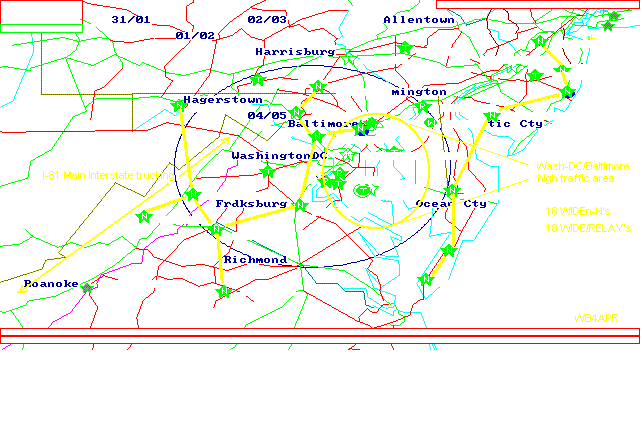 31/01
02/03
Allentown
01/02
Harrisburg
mington
Hagerstown
04/05
Baltimore
tic Cty
WashingtonDC
Wash-DC/Baltimore
high traffic area
I-81 Main interstate trucking
Frdksburg
Ocean Cty
16 WIDEn-N's
18 WIDE/RELAY's
Richmond
Roanoke
WB4APR